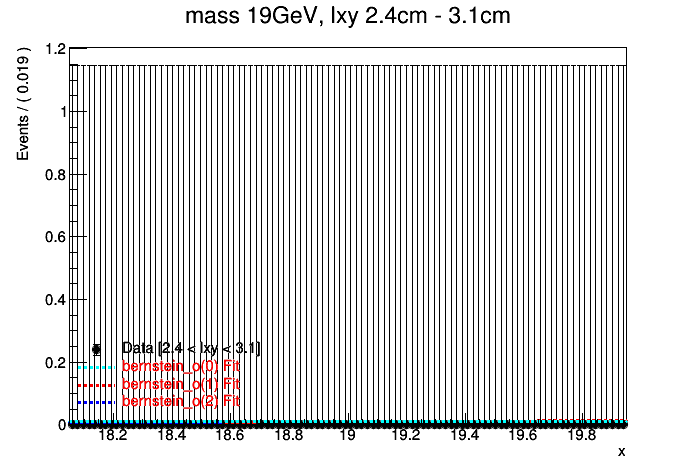 mass 19GeV, lxy 2.4cm - 3.1cm
Events / ( 0.019 )
1.2
1
0.8
0.6
0.4
0.2
0
Data [2.4 < lxy < 3.1]
bernstein_o(0) Fit
bernstein_o(1) Fit
bernstein_o(2) Fit
18.2 18.4 18.6 18.8 19 19.2 19.4 19.6 19.8
x